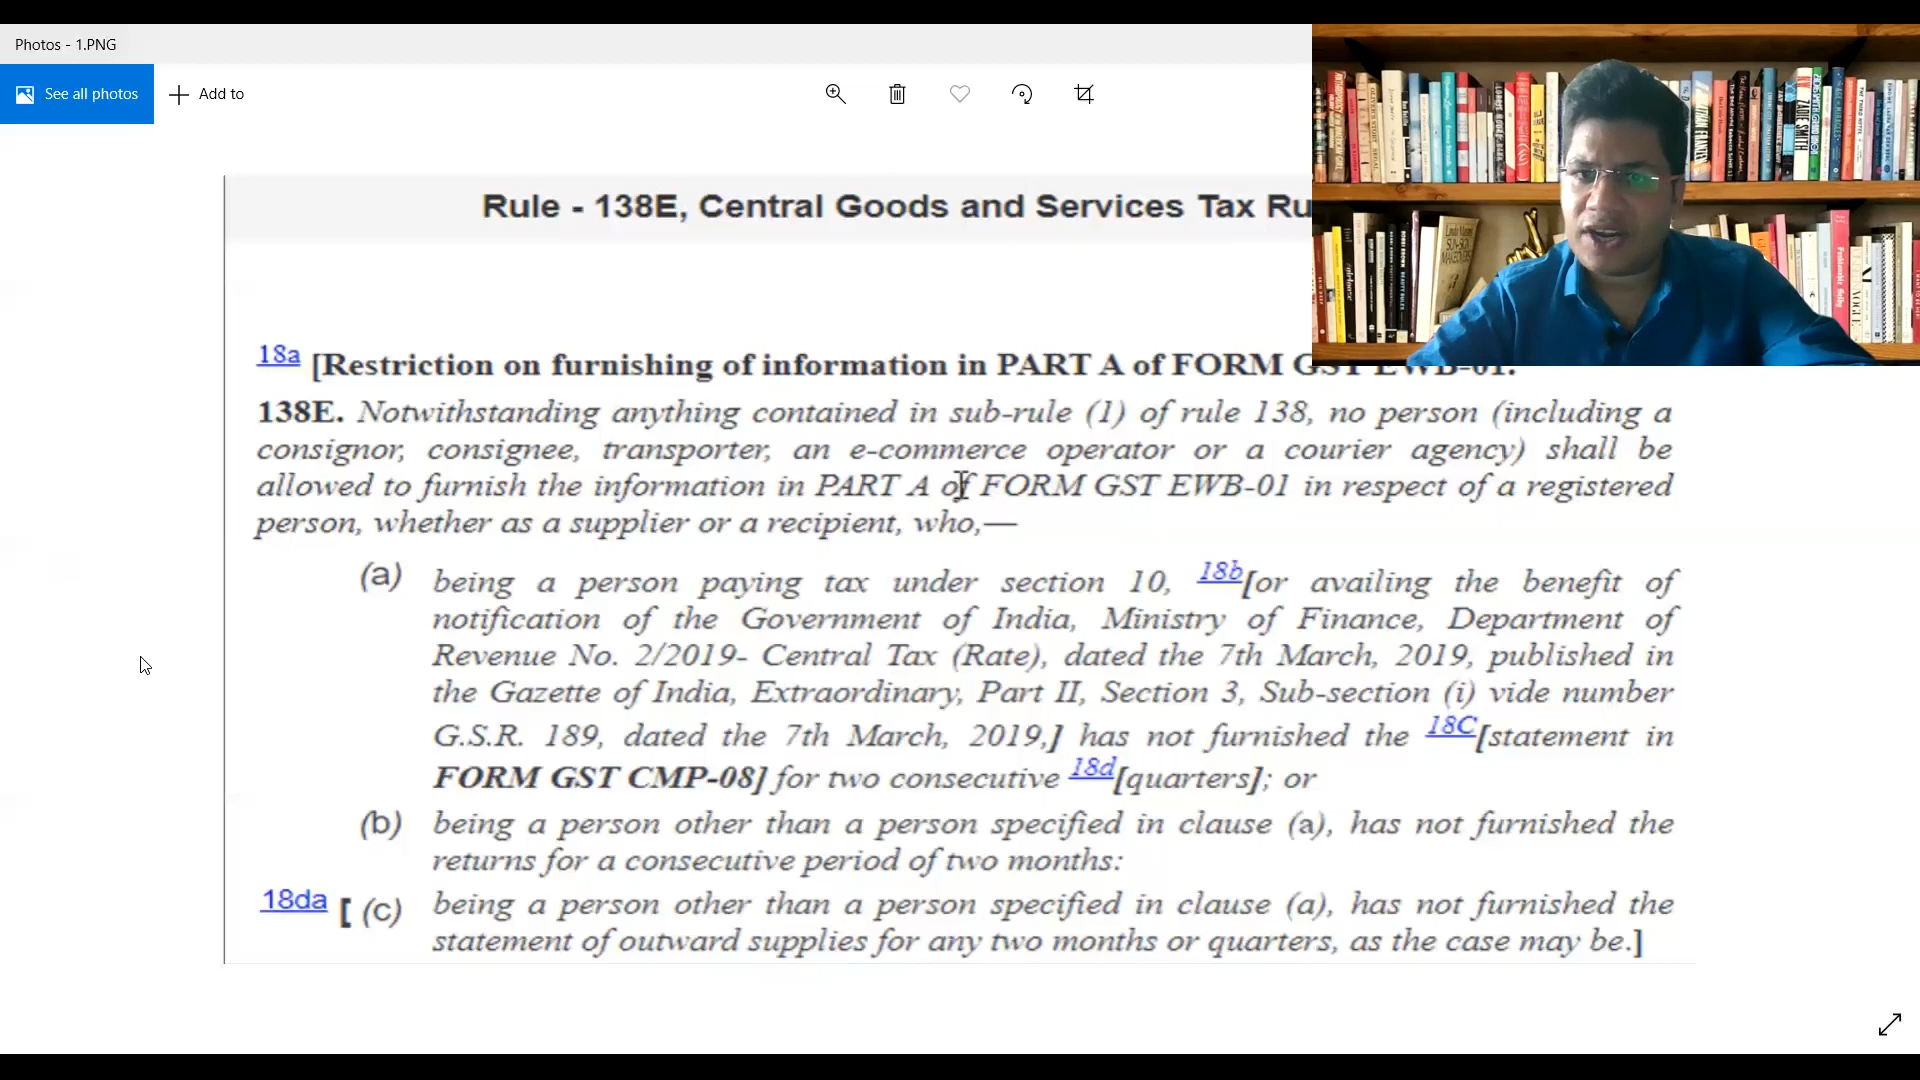 Photos - 1.PNG
See all photos
Add to
Rule - 138E, Central Goods and Services Tax Ru
18a [Restriction on furnishing of information in PART A of FORM GST EWB-01.
138E. Notwithstanding anything contained in sub-rule (1) of rule 138, no person (including a
consignor, consignee, transporter, an e-commerce operator or a courier agency) shall be
allowed to furnish the information in PART A of FORM GST EWB-01 in respect of a registered
person, whether as a supplier or a recipient, who,—
(a) being a person paying tax under section 10, 18b[or availing the benefit of
notification of the Government of India, Ministry of Finance, Department of
Revenue No. 2/2019- Central Tax (Rate), dated the 7th March, 2019, published in
the Gazette of India, Extraordinary, Part II, Section 3, Sub-section (i) vide number
G.S.R. 189, dated the 7th March, 2019,] has not furnished the 18C[statement in
FORM GST CMP-08] for two consecutive 18d[quarters]; or
(b) being a person other than a person specified in clause (a), has not furnished the
returns for a consecutive period of two months:
18da [(c) being a person other than a person specified in clause (a), has not furnished the
statement of outward supplies for any two months or quarters, as the case may be.]
ZADIE SMITH